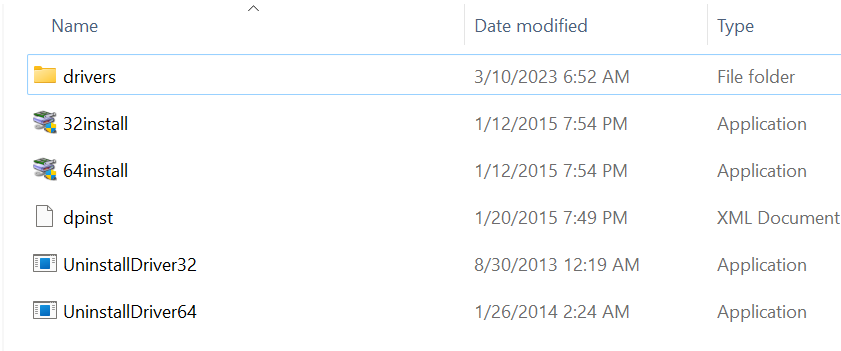 Name Date modified Type
drivers 3/10/2023 6:52 AM File folder
32install 1/12/2015 7:54 PM Application
64install 1/12/2015 7:54 PM Application
dpinst 1/20/2015 7:49 PM XML Document
UninstallDriver32 8/30/2013 12:19 AM Application
UninstallDriver64 1/26/2014 2:24 AM Application